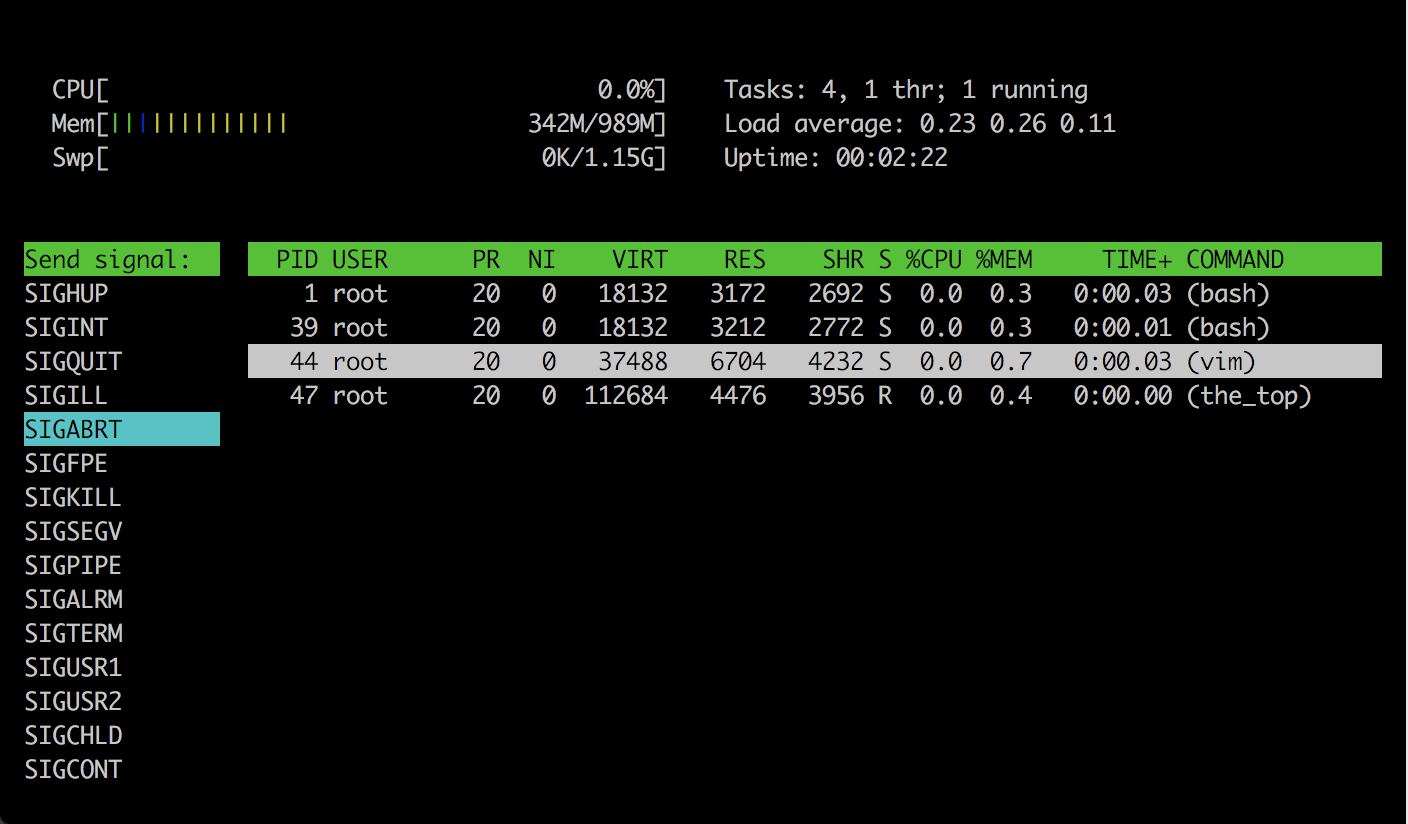 CPU[ 0.0%] Tasks: 4, 1 thr; 1 running
Mem[||||||||||||| 342M/989M] Load average: 0.23 0.26 0.11
Swp[ 0K/1.15G] Uptime: 00:02:22
Send signal: PID USER PR NI VIRT RES SHR S %CPU %MEM TIME+ COMMAND
SIGHUP 1 root 20 0 18132 3172 2692 S 0.0 0.3 0:00.03 (bash)
SIGINT 39 root 20 0 18132 3212 2772 S 0.0 0.3 0:00.01 (bash)
SIGQUIT 44 root 20 0 37488 6704 4232 S 0.0 0.7 0:00.03 (vim)
SIGILL 47 root 20 0 112684 4476 3956 R 0.0 0.4 0:00.00 (the_top)
SIGABRT
SIGFPE
SIGKILL
SIGSEGV
SIGPIPE
SIGALRM
SIGTERM
SIGUSR1
SIGUSR2
SIGCHLD
SIGCONT